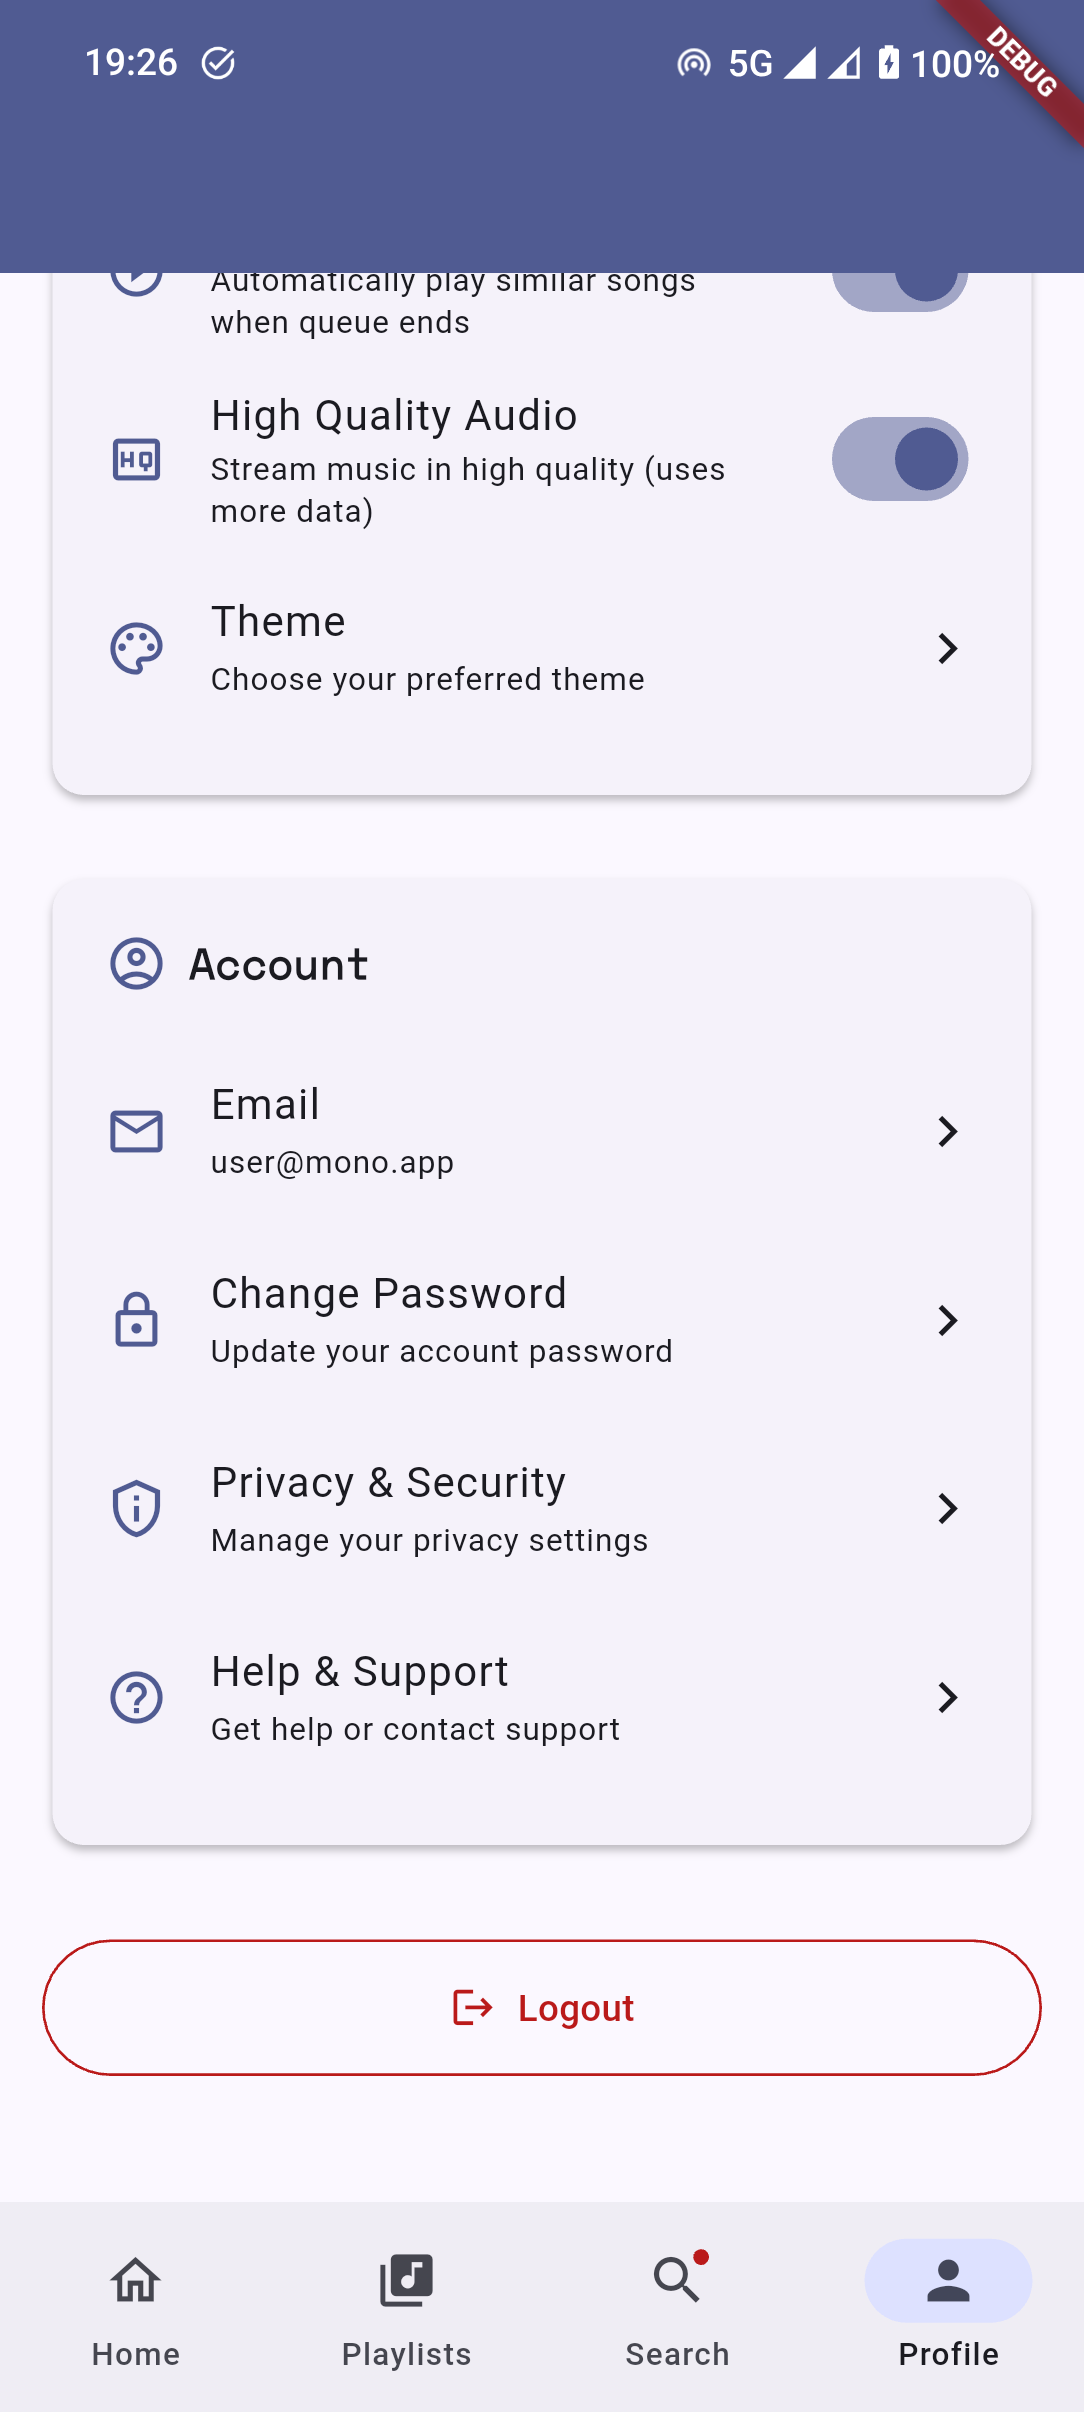 19:26
5G
100%
DEBUG
Automatically play similar songs
when queue ends
High Quality Audio
HQ
Stream music in high quality (uses
more data)
Theme
Choose your preferred theme
Account
Email
user@mono.app
Change Password
Update your account password
Privacy & Security
Manage your privacy settings
Help & Support
Get help or contact support
Logout
Home
Playlists
Search
Profile